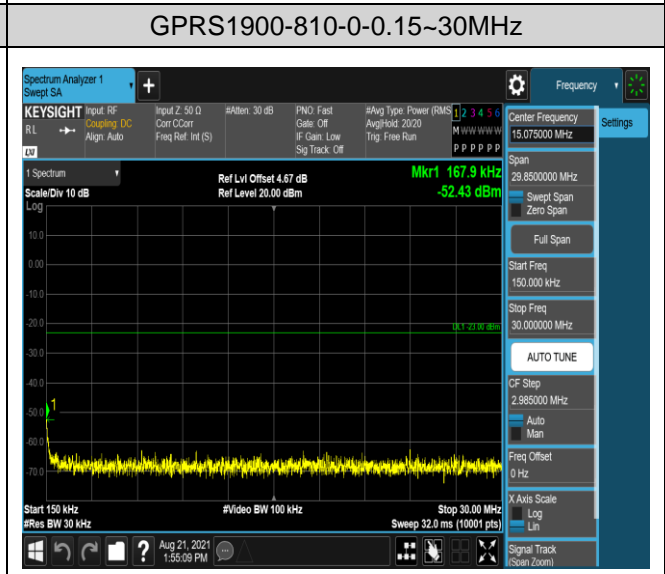 GPRS1900-810-0-0.15~30MHz
Spectrum Analyzer 1
Swept SA
+
Frequency
KEYSIGHT
RL
LXI
Input: RF
Coupling: DC
Align: Auto
Input Z: 50 Ω
Corr CCorr
Freq Ref: Int (S)
#Atten: 30 dB
PNO: Fast
Gate: Off
IF Gain: Low
Sig Track: Off
#Avg Type: Power (RMS
Avg|Hold: 20/20
Trig: Free Run
1 2 3 4 5 6
M W W W W W
P P P P P P
Center Frequency
15.075000 MHz
Settings
1 Spectrum
Scale/Div 10 dB
Log
Ref Lvl Offset 4.67 dB
Ref Level 20.00 dBm
Mkr1 167.9 kHz
-52.43 dBm
Span
29.8500000 MHz
Swept Span
Zero Span
Full Span
Start Freq
150.000 kHz
Stop Freq
30.000000 MHz
AUTO TUNE
CF Step
2.985000 MHz
Auto
Man
Freq Offset
0 Hz
X Axis Scale
Log
Lin
Signal Track
(Span Zoom)
10.0
0.00
-10.0
-20.0
DL1 -23.00 dBm
-30.0
-40.0
-50.0
1
-60.0
-70.0
Start 150 kHz
#Res BW 30 kHz
#Video BW 100 kHz
Stop 30.00 MHz
Sweep 32.0 ms (10001 pts)
?
Aug 21, 2021
1:55:09 PM